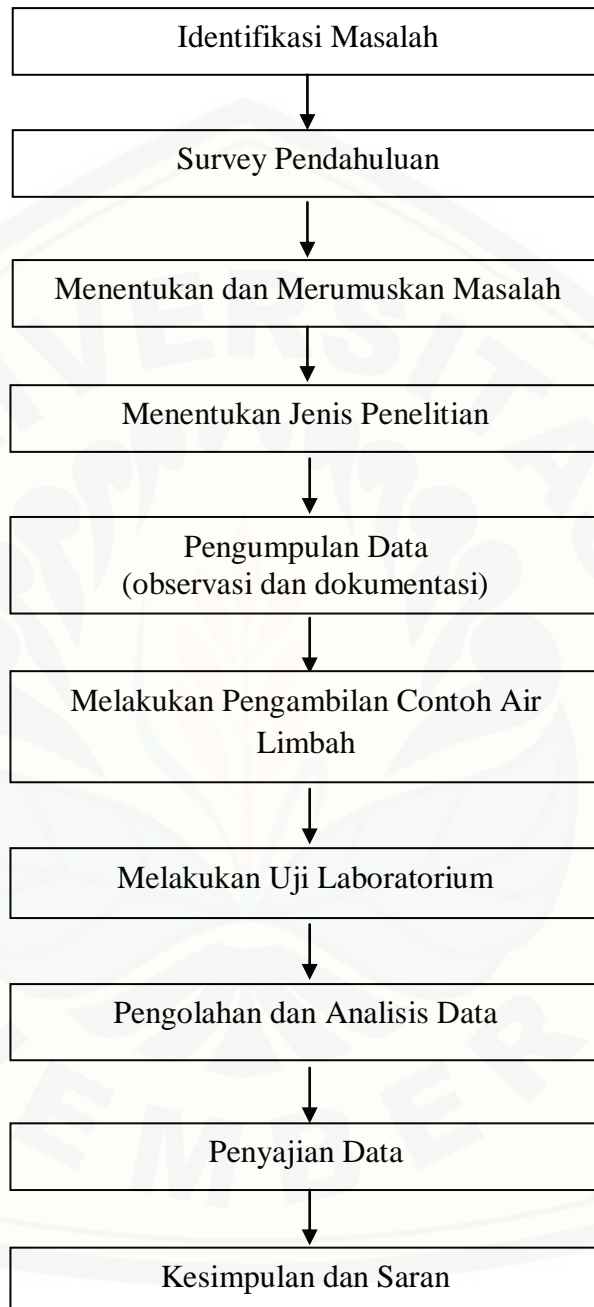 Identifikasi Masalah
Survey Pendahuluan
Menentukan dan Merumuskan Masalah
Menentukan Jenis Penelitian
Pengumpulan Data
(observasi dan dokumentasi)
Melakukan Pengambilan Contoh Air
Limbah
Melakukan Uji Laboratorium
Pengolahan dan Analisis Data
Penyajian Data
Kesimpulan dan Saran